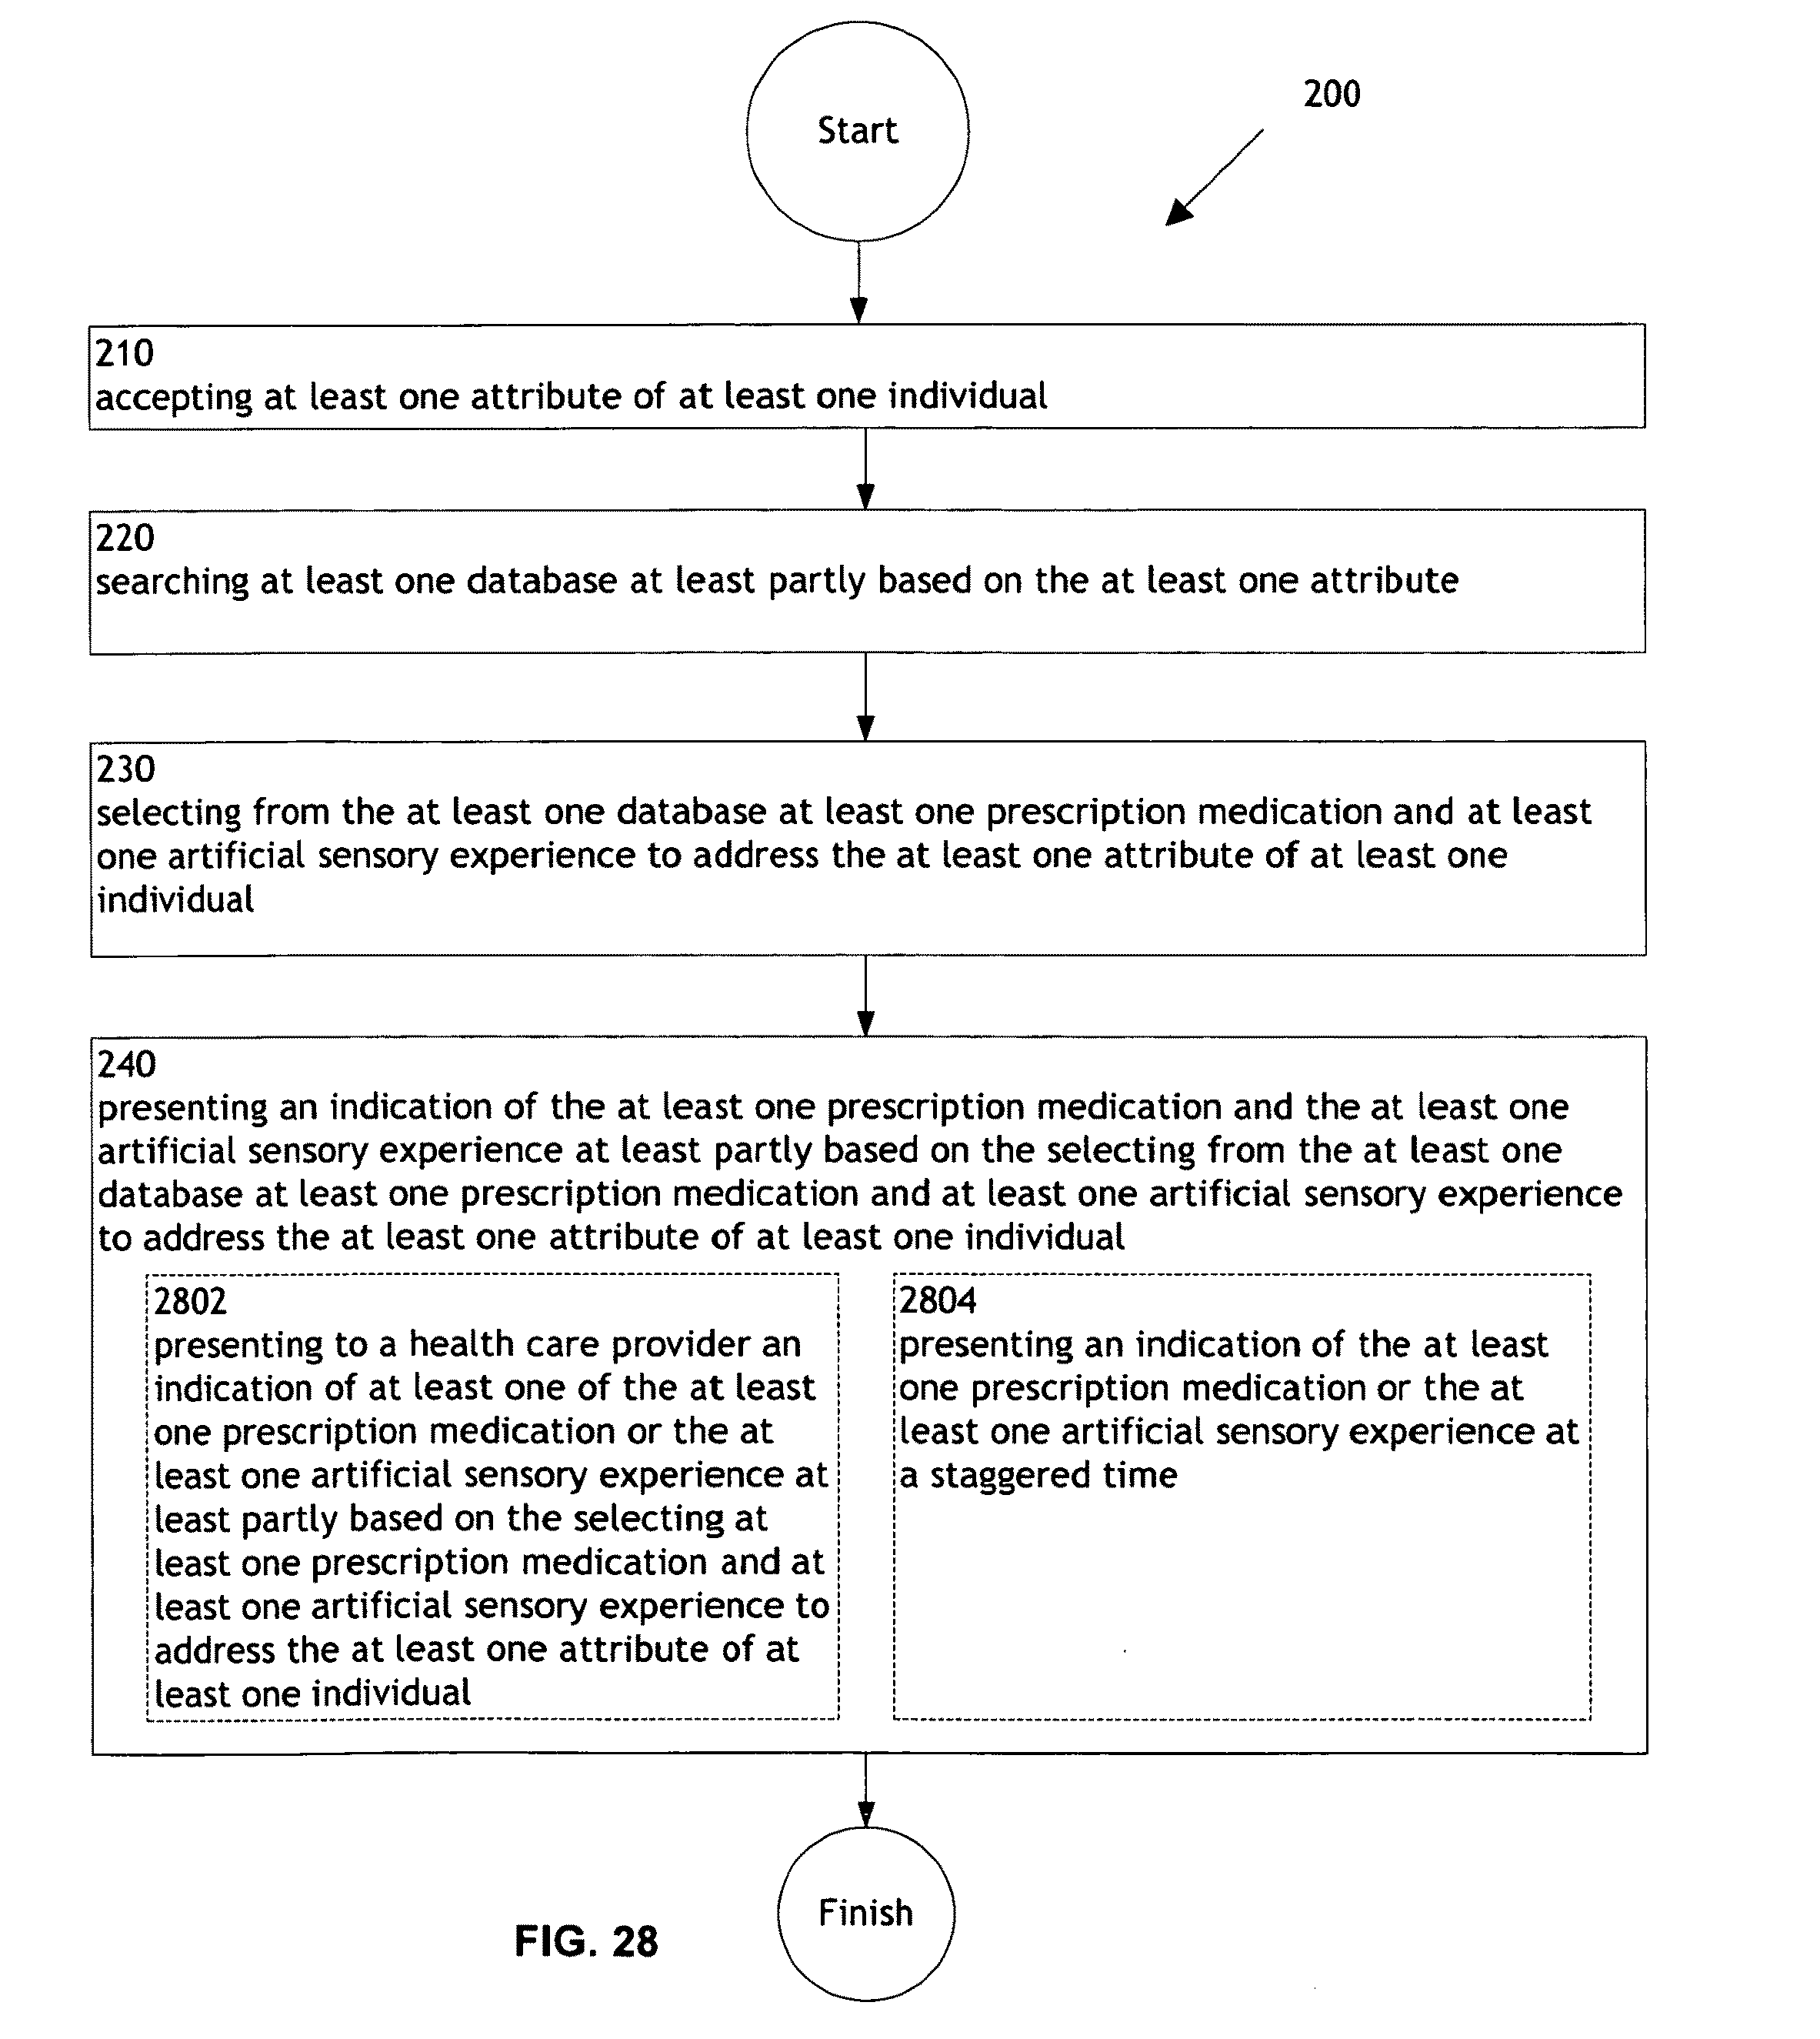 Start
200
210
accepting at least one attribute of at least one individual
220
searching at least one database at least partly based on the at least one attribute
230
selecting from the at least one database at least one prescription medication and at least
one artificial sensory experience to address the at least one attribute of at least one
individual
240
presenting an indication of the at least one prescription medication and the at least one
artificial sensory experience at least partly based on the selecting from the at least one
database at least one prescription medication and at least one artificial sensory experience
to address the at least one attribute of at least one individual
2802
presenting to a health care provider an
indication of at least one of the at least
one prescription medication or the at
least one artificial sensory experience at
least partly based on the selecting at
least one prescription medication and at
least one artificial sensory experience to
address the at least one attribute of at
least one individual
2804
presenting an indication of the at least
one prescription medication or the at
least one artificial sensory experience at
a staggered time
Finish
FIG. 28